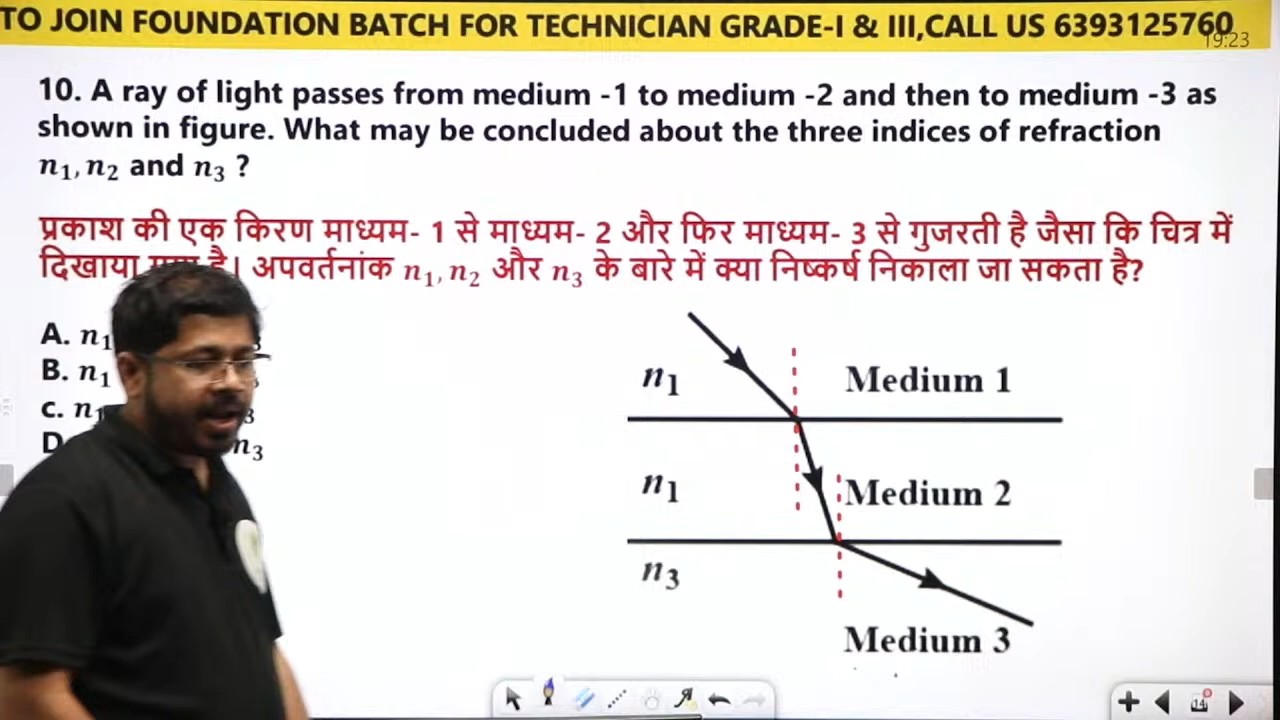 TO JOIN FOUNDATION BATCH FOR TECHNICIAN GRADE-I & III,CALL US 6393125760
19:23
10. A ray of light passes from medium -1 to medium -2 and then to medium -3 as
shown in figure. What may be concluded about the three indices of refraction
n₁, n₂ and n₃ ?
प्रकाश की एक किरण माध्यम- 1 से माध्यम- 2 और फिर माध्यम- 3 से गुजरती है जैसा कि चित्र में
दिखाया है। अपवर्तनांक n₁, n₂ और n₃ के बारे में क्या निष्कर्ष निकाला जा सकता है?
A. n₁ ₃
B. n₁ ₃
C. n₁ ₃
D n₃
n₁ Medium 1
n₁ Medium 2
n₃
Medium 3
14